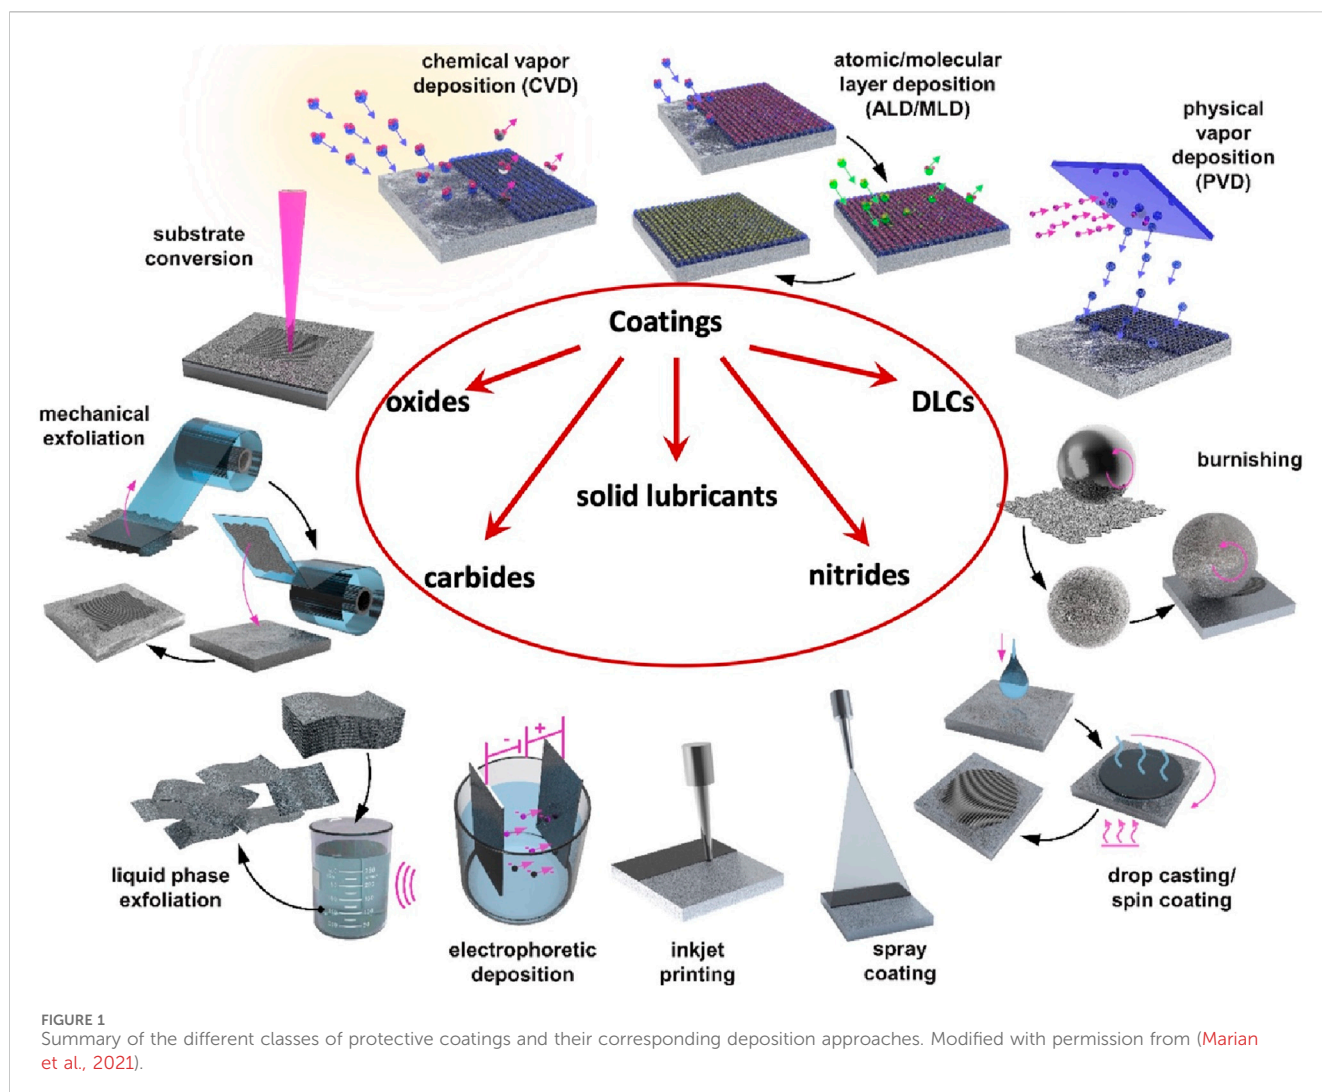 chemical vapor
deposition (CVD)
atomic/molecular
layer deposition
(ALD/MLD)
physical
vapor
deposition
(PVD)
substrate
conversion
Coatings
oxides
DLCs
solid lubricants
carbides
nitrides
mechanical
exfoliation
burnishing
liquid phase
exfoliation
-
+
electrophoretic
deposition
inkjet
printing
spray
coating
drop casting/
spin coating
FIGURE 1
Summary of the different classes of protective coatings and their corresponding deposition approaches. Modified with permission from (Marian
et al., 2021).